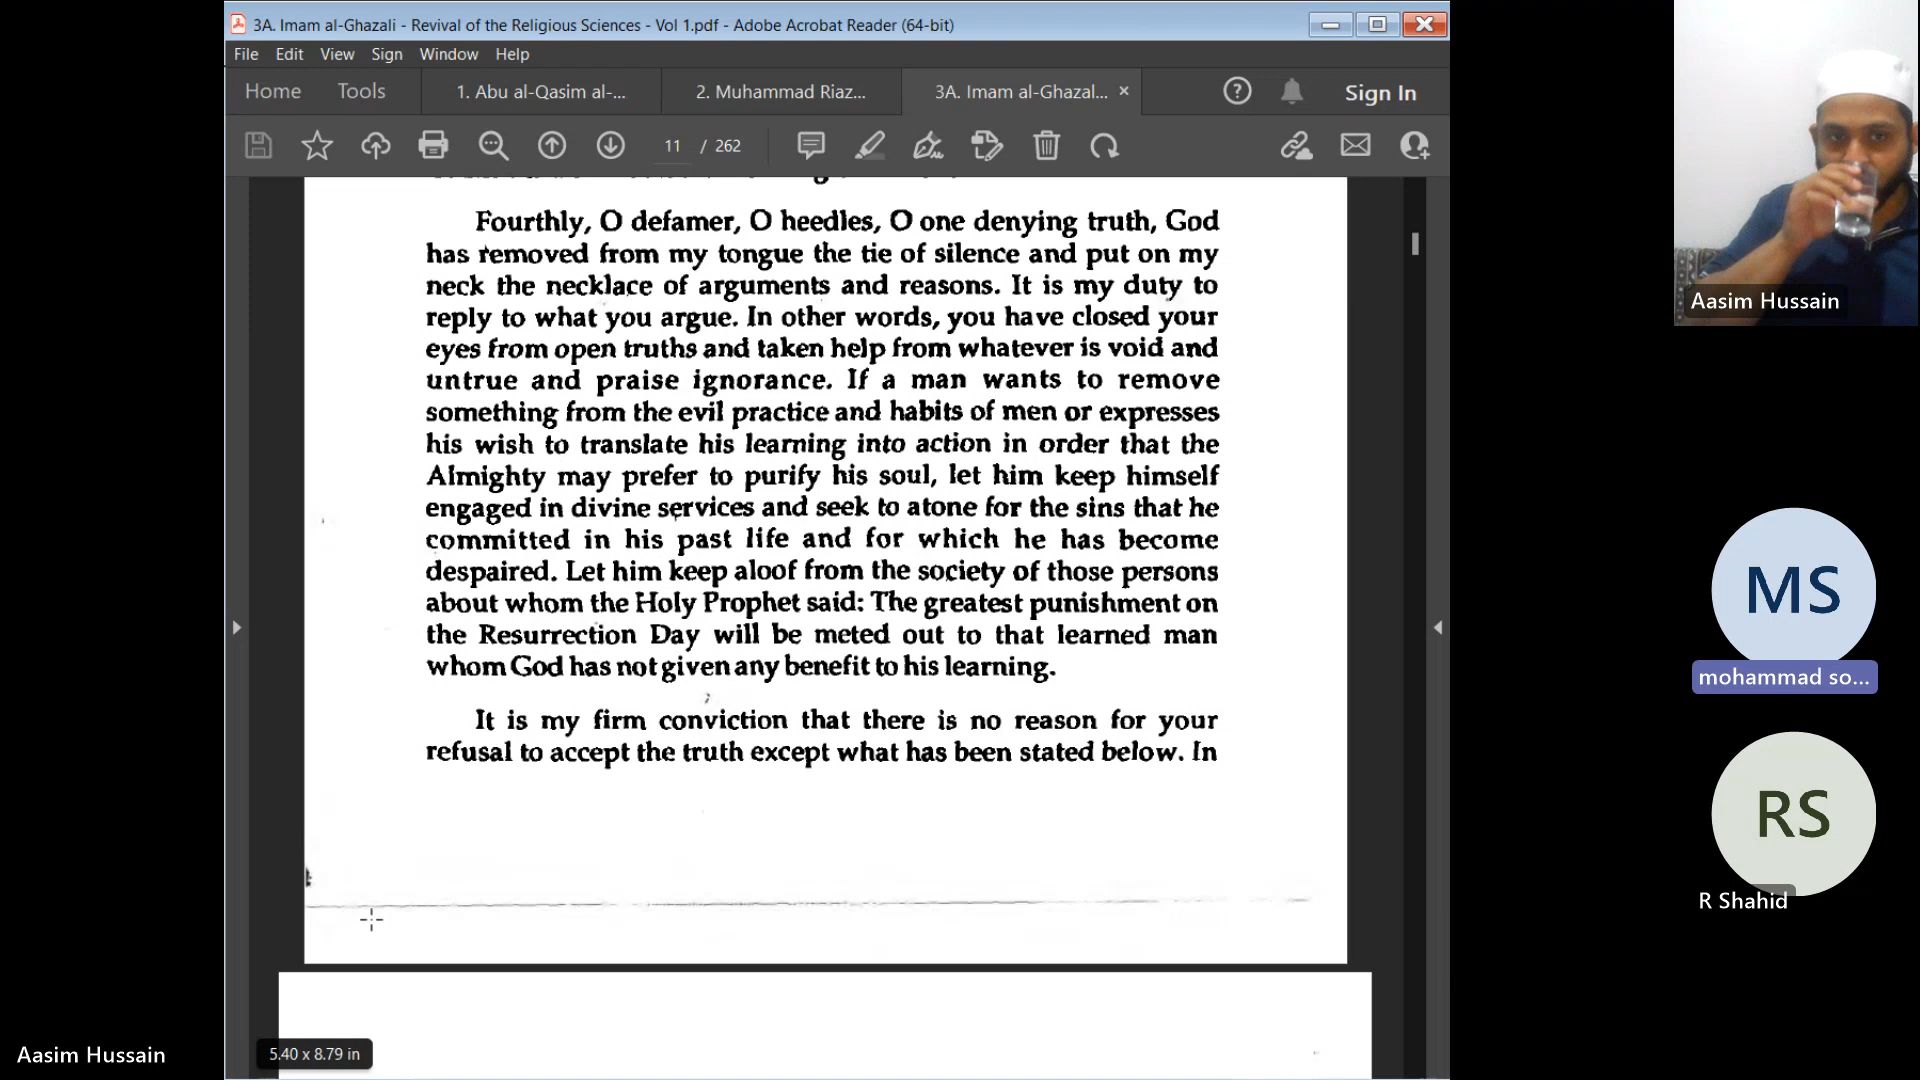 3A. Imam al-Ghazali - Revival of the Religious Sciences - Vol 1.pdf - Adobe Acrobat Reader (64-bit)
File Edit View Sign Window Help
Home Tools 1. Abu al-Qasim al-... 2. Muhammad Riaz... 3A. Imam al-Ghazal... × Sign In
11 / 262
Fourthly, O defamer, O heedles, O one denying truth, God
has removed from my tongue the tie of silence and put on my
neck the necklace of arguments and reasons. It is my duty to
reply to what you argue. In other words, you have closed your
eyes from open truths and taken help from whatever is void and
untrue and praise ignorance. If a man wants to remove
something from the evil practice and habits of men or expresses
his wish to translate his learning into action in order that the
Almighty may prefer to purify his soul, let him keep himself
engaged in divine services and seek to atone for the sins that he
committed in his past life and for which he has become
despaired. Let him keep aloof from the society of those persons
about whom the Holy Prophet said: The greatest punishment on
the Resurrection Day will be meted out to that learned man
whom God has not given any benefit to his learning.
It is my firm conviction that there is no reason for your
refusal to accept the truth except what has been stated below. In
5.40 x 8.79 in
Aasim Hussain
Aasim Hussain
MS
mohammad so...
RS
R Shahid